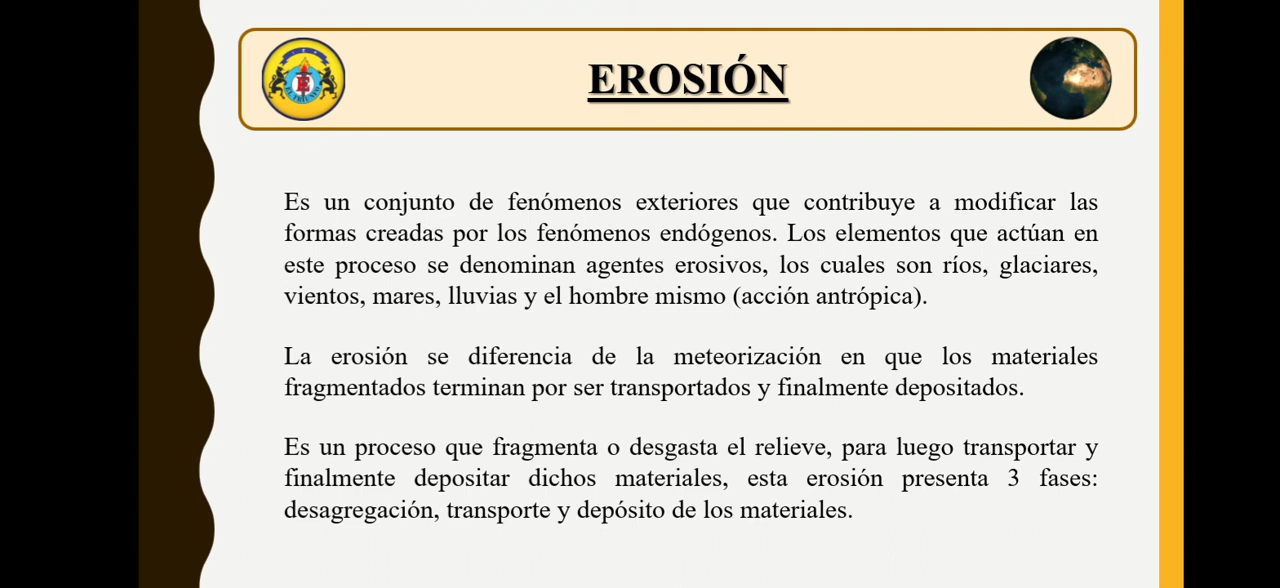 EROSIÓN
Es un conjunto de fenómenos exteriores que contribuye a modificar las
formas creadas por los fenómenos endógenos. Los elementos que actúan en
este proceso se denominan agentes erosivos, los cuales son ríos, glaciares,
vientos, mares, lluvias y el hombre mismo (acción antrópica).
La erosión se diferencia de la meteorización en que los materiales
fragmentados terminan por ser transportados y finalmente depositados.
Es un proceso que fragmenta o desgasta el relieve, para luego transportar y
finalmente depositar dichos materiales, esta erosión presenta 3 fases:
desagregación, transporte y depósito de los materiales.